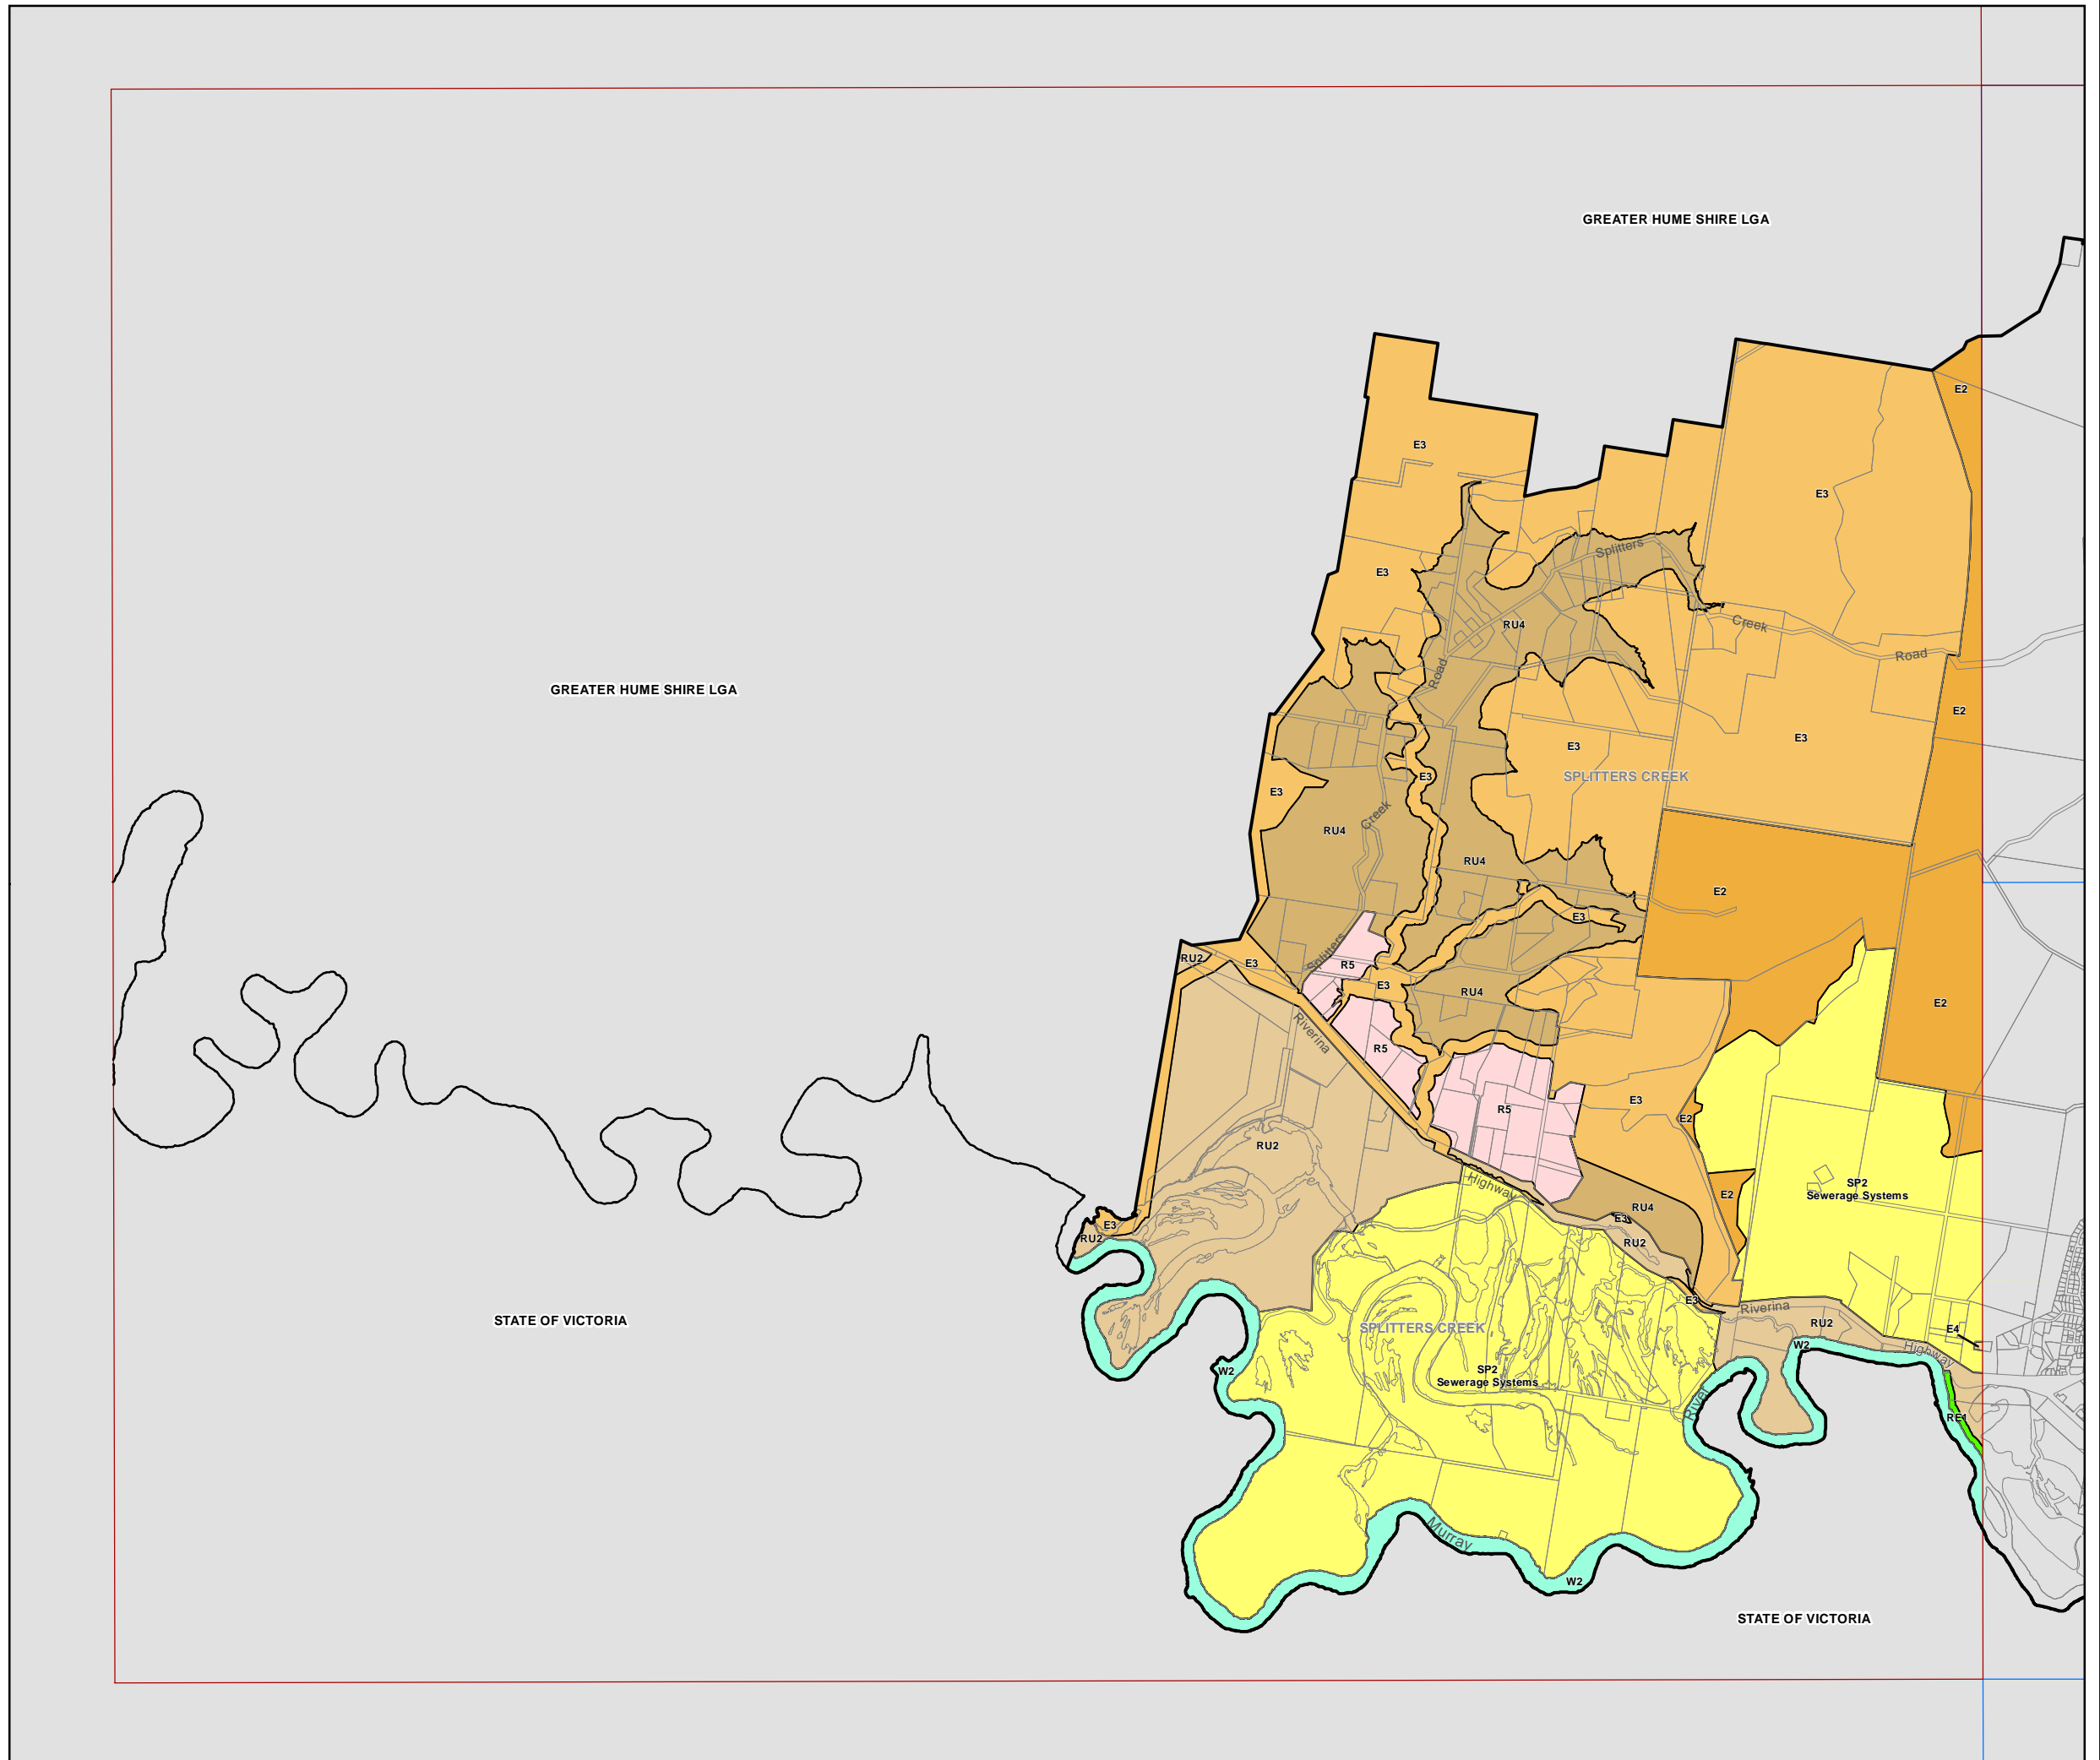 GREATER HUME SHIRE LGA
E2
E3
E3
Splitters
E3
RU4
Creek
Road
Road
GREATER HUME SHIRE LGA
E2
E3
E3
SPLITTERS CREEK
E3
E3
Creek
RU4
RU4
E2
E3
Splitters
RU2
E3
R5
E3
RU4
E2
Riverina
R5
E3
R5
E2
RU2
SP2
Sewerage Systems
Highway
E2
RU4
E3
E3
RU2
RU2
E3
Riverina
STATE OF VICTORIA
RU2
SPLITTERS CREEK
E4
W2
Highway
W2
SP2
Sewerage Systems
River
RE1
Murray
W2
STATE OF VICTORIA